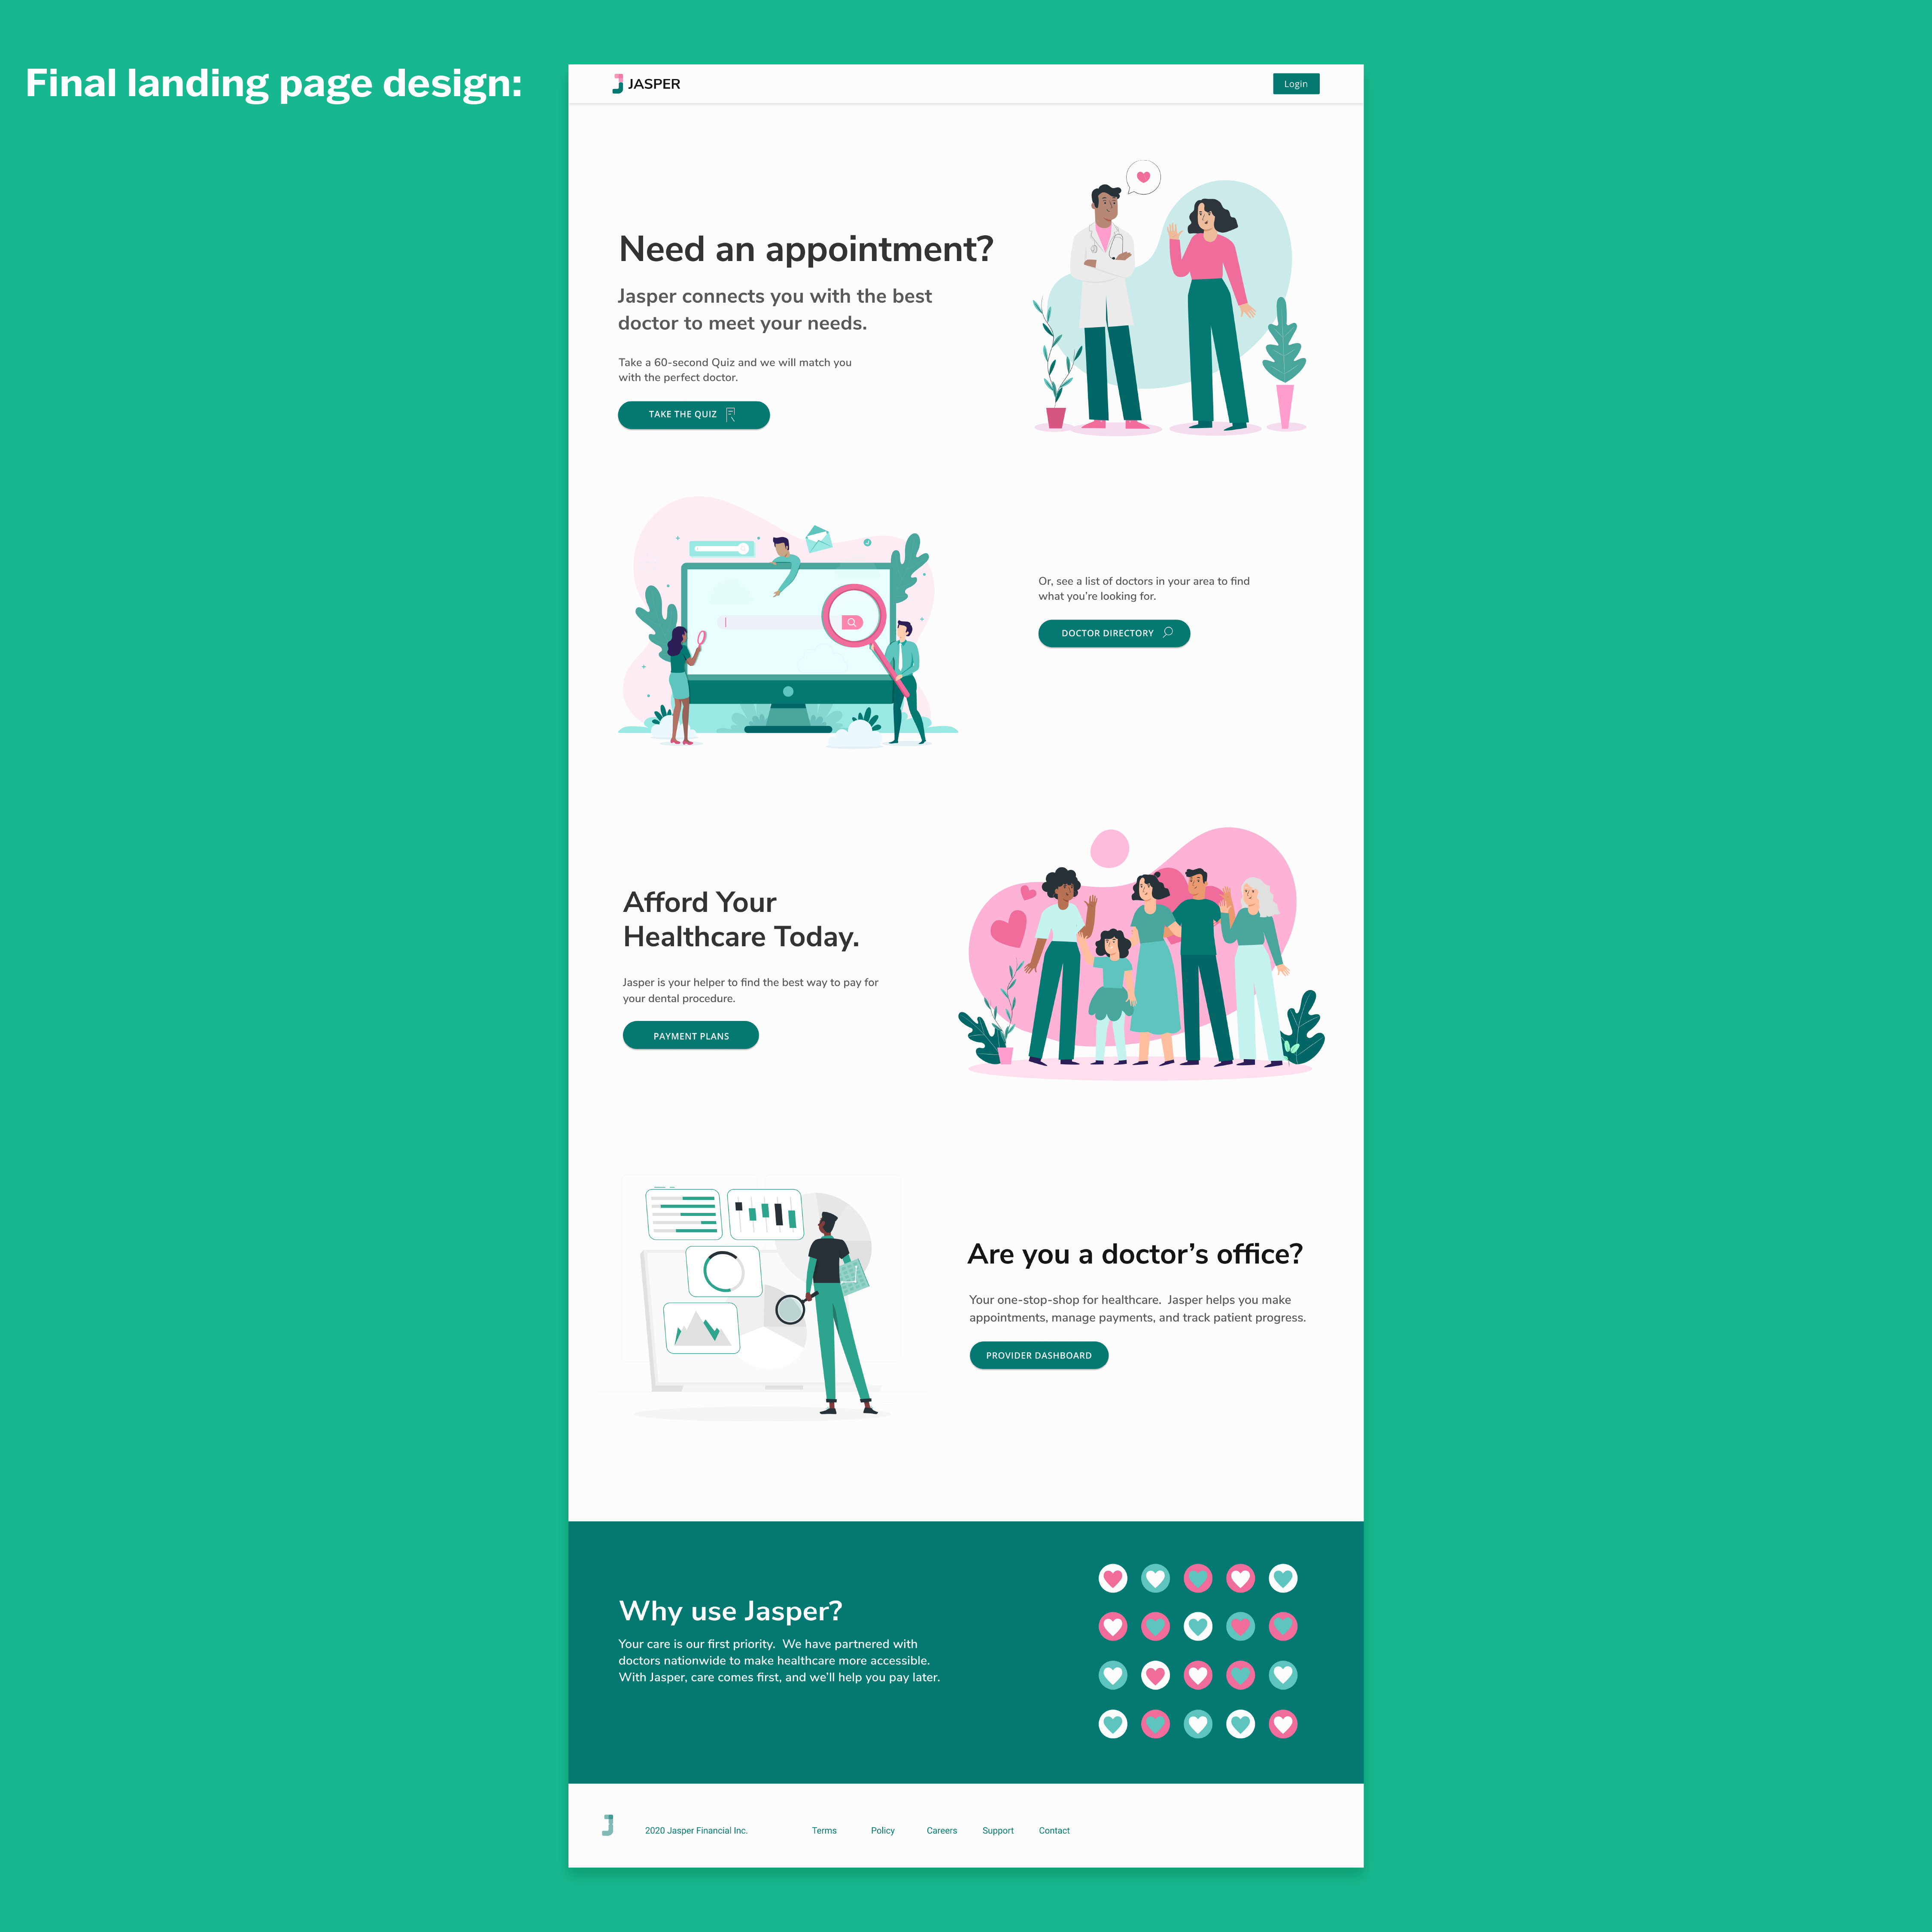 Final landing page design:
JASPER
Login
Need an appointment?
Jasper connects you with the best
doctor to meet your needs.
Take a 60-second Quiz and we will match you
with the perfect doctor.
TAKE THE QUIZ
Or, see a list of doctors in your area to find
what you're looking for.
DOCTOR DIRECTORY
Afford Your
Healthcare Today.
Jasper is your helper to find the best way to pay for
your dental procedure.
PAYMENT PLANS
Are you a doctor's office?
Your one-stop-shop for healthcare.  Jasper helps you make
appointments, manage payments, and track patient progress.
PROVIDER DASHBOARD
Why use Jasper?
Your care is our first priority.  We have partnered with
doctors nationwide to make healthcare more accessible.
With Jasper, care comes first, and we'll help you pay later.
2020 Jasper Financial Inc.
Terms
Policy
Careers
Support
Contact